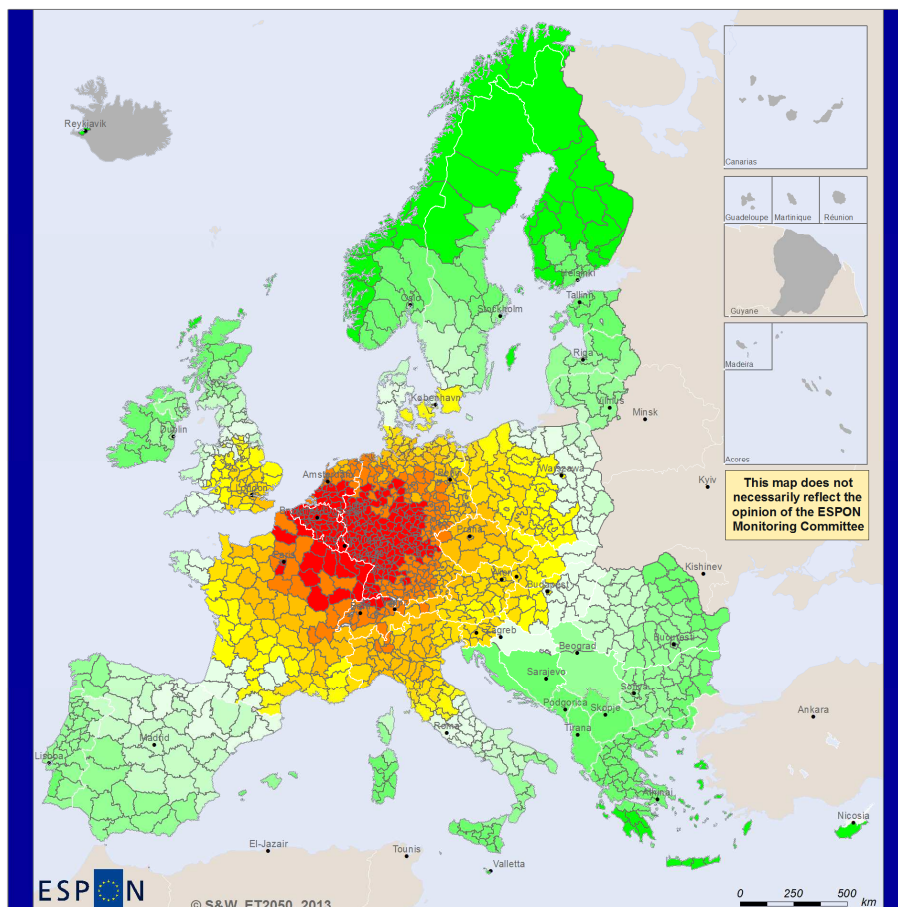 Reykjavik
Canarias
Guadeloupe
Martinique
Réunion
Guyane
Madeira
Acores
Oslo
Helsinki
Tallinn
Stockholm
Riga
Vilnius
Minsk
København
Dublin
London
Amsterdam
Berlin
Warszawa
Kyiv
This map does not
necessarily reflect the
opinion of the ESPON
Monitoring Committee
Praha
Paris
Wien
Budapest
Kishinev
Zagreb
Beograd
Bucuresti
Sarajevo
Sofia
Podgorica
Skopje
Tirana
Ankara
Roma
Madrid
Lisboa
Athinai
Nicosia
El-Jazair
Tounis
Valletta
ESPON
© S&W, ET2050, 2013
0 250 500
km